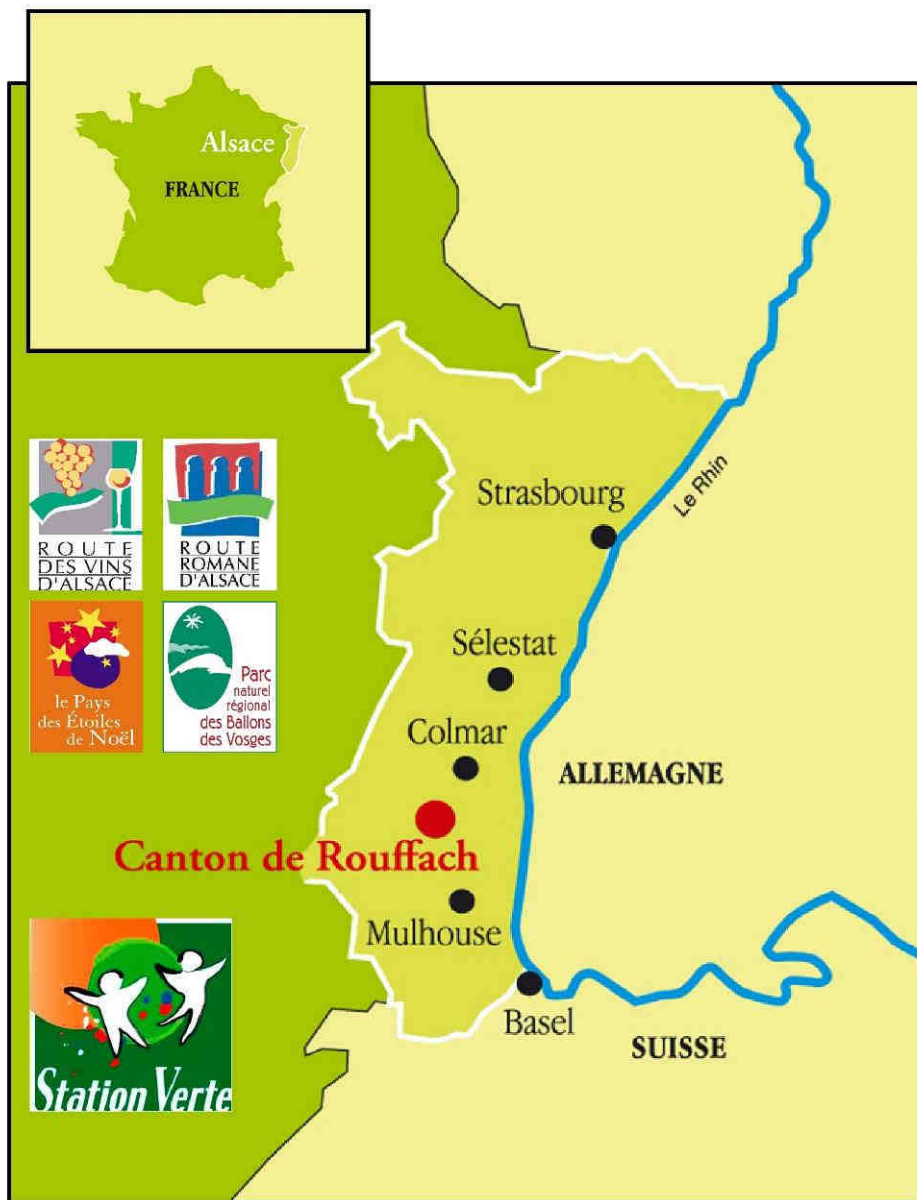 Alsace
FRANCE
Strasbourg
Le Rhin
ROUTE
DES VINS
D'ALSACE
ROUTE
ROMANE
D'ALSACE
le Pays
des Étoiles
de Noël
Parc
naturel
régional
des Ballons
des Vosges
Sélestat
Colmar
ALLEMAGNE
Canton de Rouffach
Mulhouse
Basel
SUISSE
Station Verte